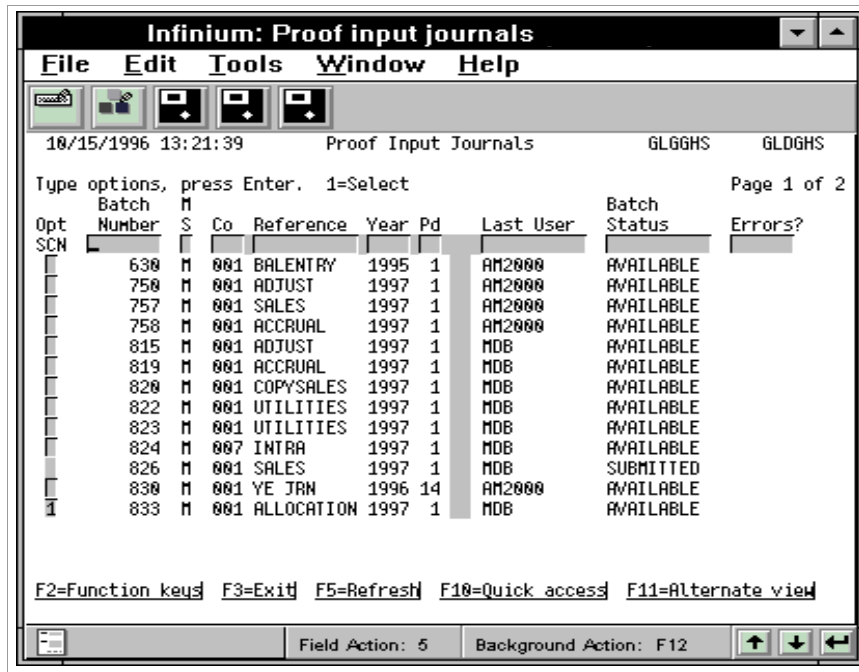 Infinium: Proof input journals
File Edit Tools Window Help
10/15/1996 13:21:39 Proof Input Journals GLGGHS GLDGHS
Type options, press Enter. 1=Select Page 1 of 2
Batch M Batch
Opt Number S Co Reference Year Pd Last User Status Errors?
SCN
630 M 001 BALENTRY 1995 1 AM2000 AVAILABLE
750 M 001 ADJUST 1997 1 AM2000 AVAILABLE
757 M 001 SALES 1997 1 AM2000 AVAILABLE
758 M 001 ACCRUAL 1997 1 AM2000 AVAILABLE
815 M 001 ADJUST 1997 1 MDB AVAILABLE
819 M 001 ACCRUAL 1997 1 MDB AVAILABLE
820 M 001 COPYSALES 1997 1 MDB AVAILABLE
822 M 001 UTILITIES 1997 1 MDB AVAILABLE
823 M 001 UTILITIES 1997 1 MDB AVAILABLE
824 M 007 INTRA 1997 1 MDB AVAILABLE
826 M 001 SALES 1997 1 MDB SUBMITTED
830 M 001 YE JRN 1996 14 AM2000 AVAILABLE
1 833 M 001 ALLOCATION 1997 1 MDB AVAILABLE
F2=Function keys F3=Exit F5=Refresh F10=Quick access F11=Alternate view
Field Action: 5 Background Action: F12